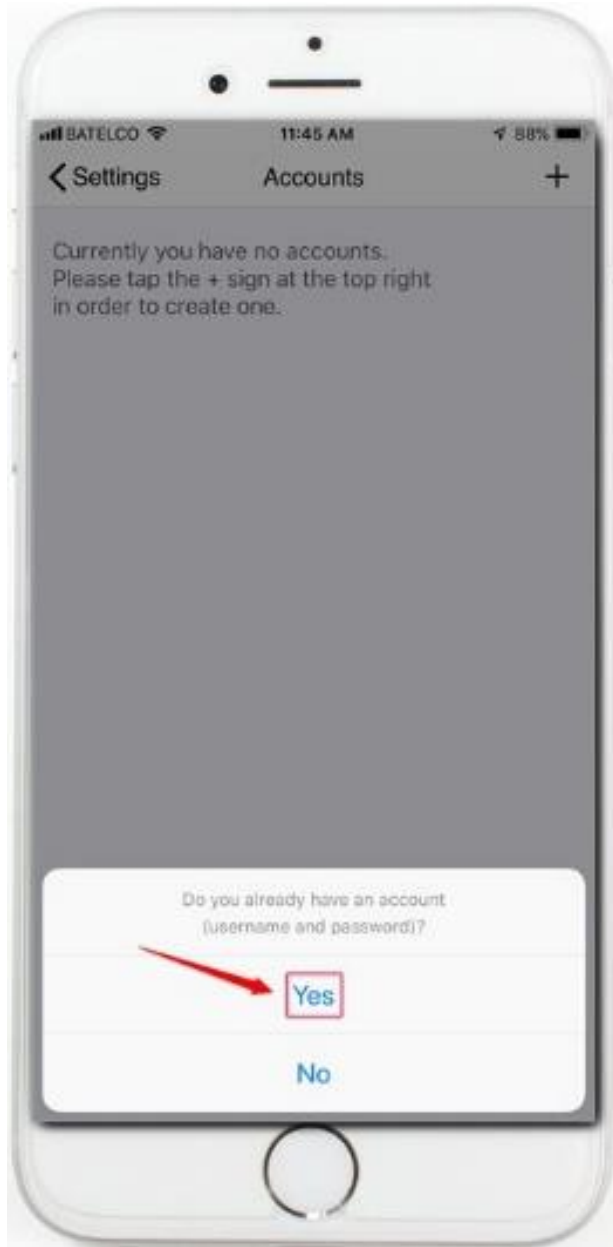 BATELCO 11:45 AM 88%
Settings Accounts +
Currently you have no accounts.
Please tap the + sign at the top right
in order to create one.
Do you already have an account
(username and password)?
Yes
No